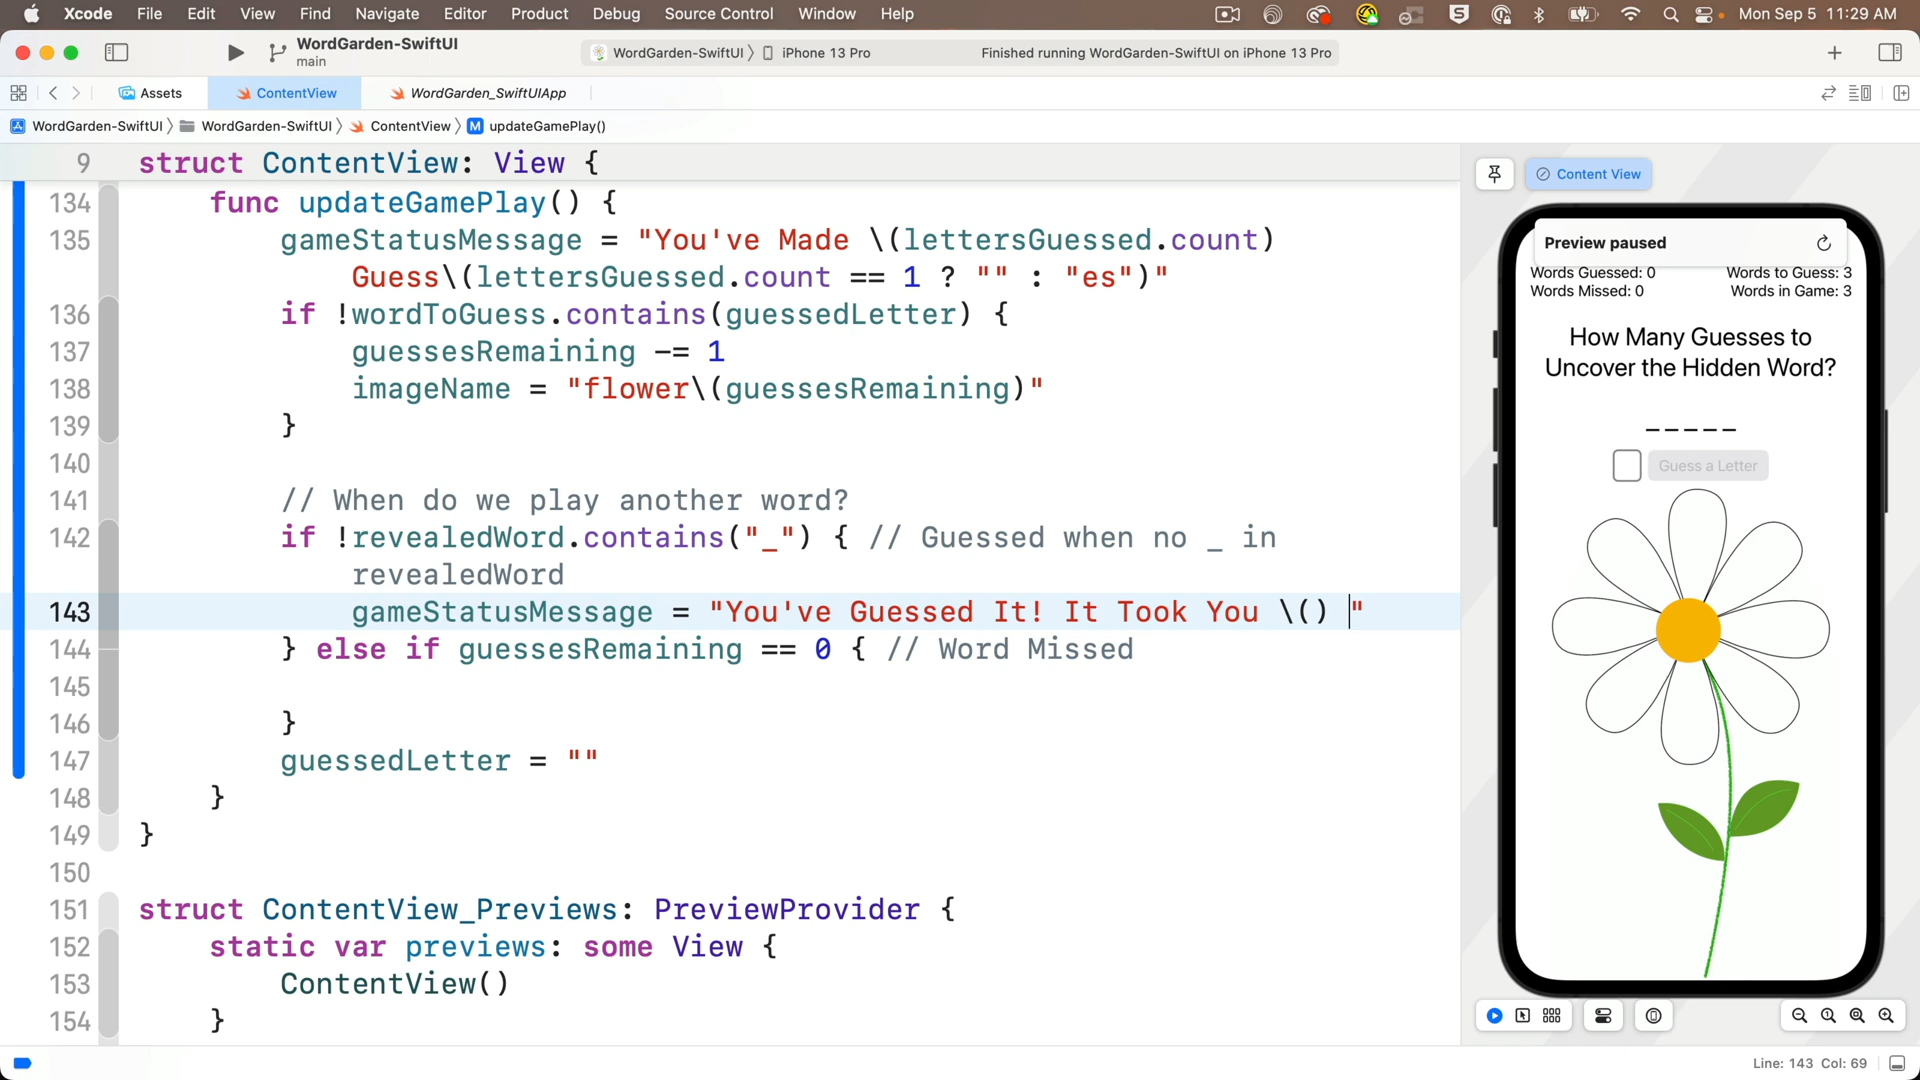 Xcode File Edit View Find Navigate Editor Product Debug Source Control Window Help Mon Sep 5 11:29 AM
WordGarden-SwiftUI
main
WordGarden-SwiftUI 〉 iPhone 13 Pro Finished running WordGarden-SwiftUI on iPhone 13 Pro
Assets ContentView WordGarden_SwiftUIApp
WordGarden-SwiftUI 〉 WordGarden-SwiftUI 〉 ContentView 〉 M updateGamePlay()
9 struct ContentView: View {
134 func updateGamePlay() {
135 gameStatusMessage = "You've Made \(lettersGuessed.count)
Guess\(lettersGuessed.count == 1 ? "" : "es")"
136 if !wordToGuess.contains(guessedLetter) {
137 guessesRemaining -= 1
138 imageName = "flower\(guessesRemaining)"
139 }
140
141 // When do we play another word?
142 if !revealedWord.contains("_") { // Guessed when no _ in
revealedWord
143 gameStatusMessage = "You've Guessed It! It Took You \() "
144 } else if guessesRemaining == 0 { // Word Missed
145
146 }
147 guessedLetter = ""
148 }
149 }
150
151 struct ContentView_Previews: PreviewProvider {
152 static var previews: some View {
153 ContentView()
154 }
Content View
Preview paused
Words Guessed: 0 Words to Guess: 3
Words Missed: 0 Words in Game: 3
How Many Guesses to
Uncover the Hidden Word?
_ _ _ _ _
Guess a Letter
Line: 143 Col: 69